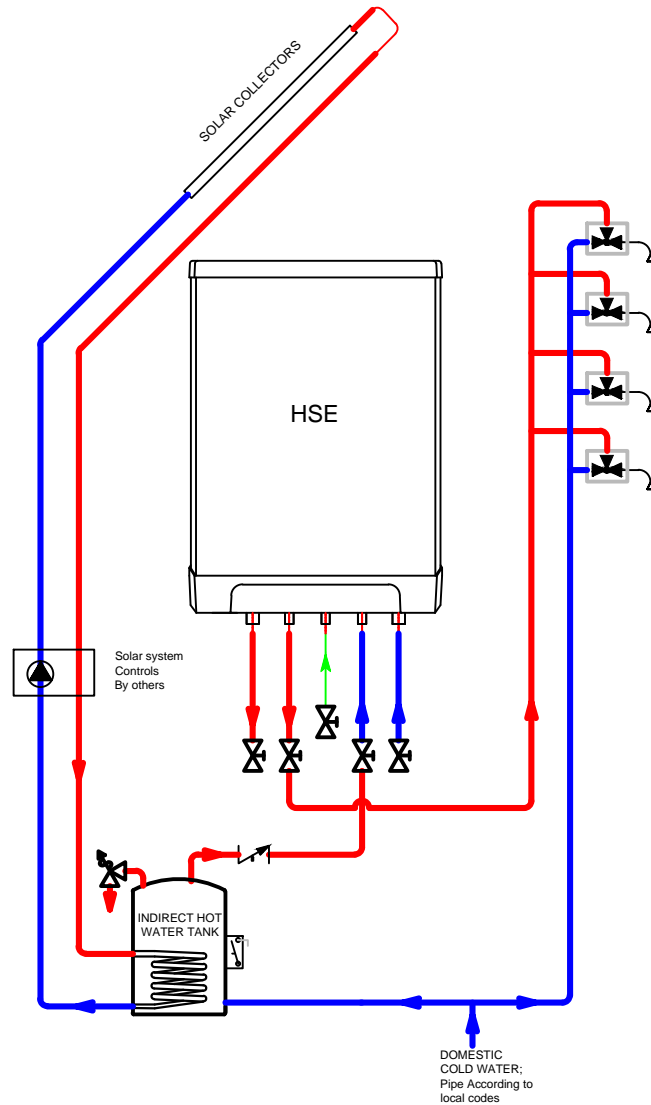 SOLAR COLLECTORS
HSE
Solar system
Controls
By others
INDIRECT HOT
WATER TANK
DOMESTIC
COLD WATER;
Pipe According to
local codes